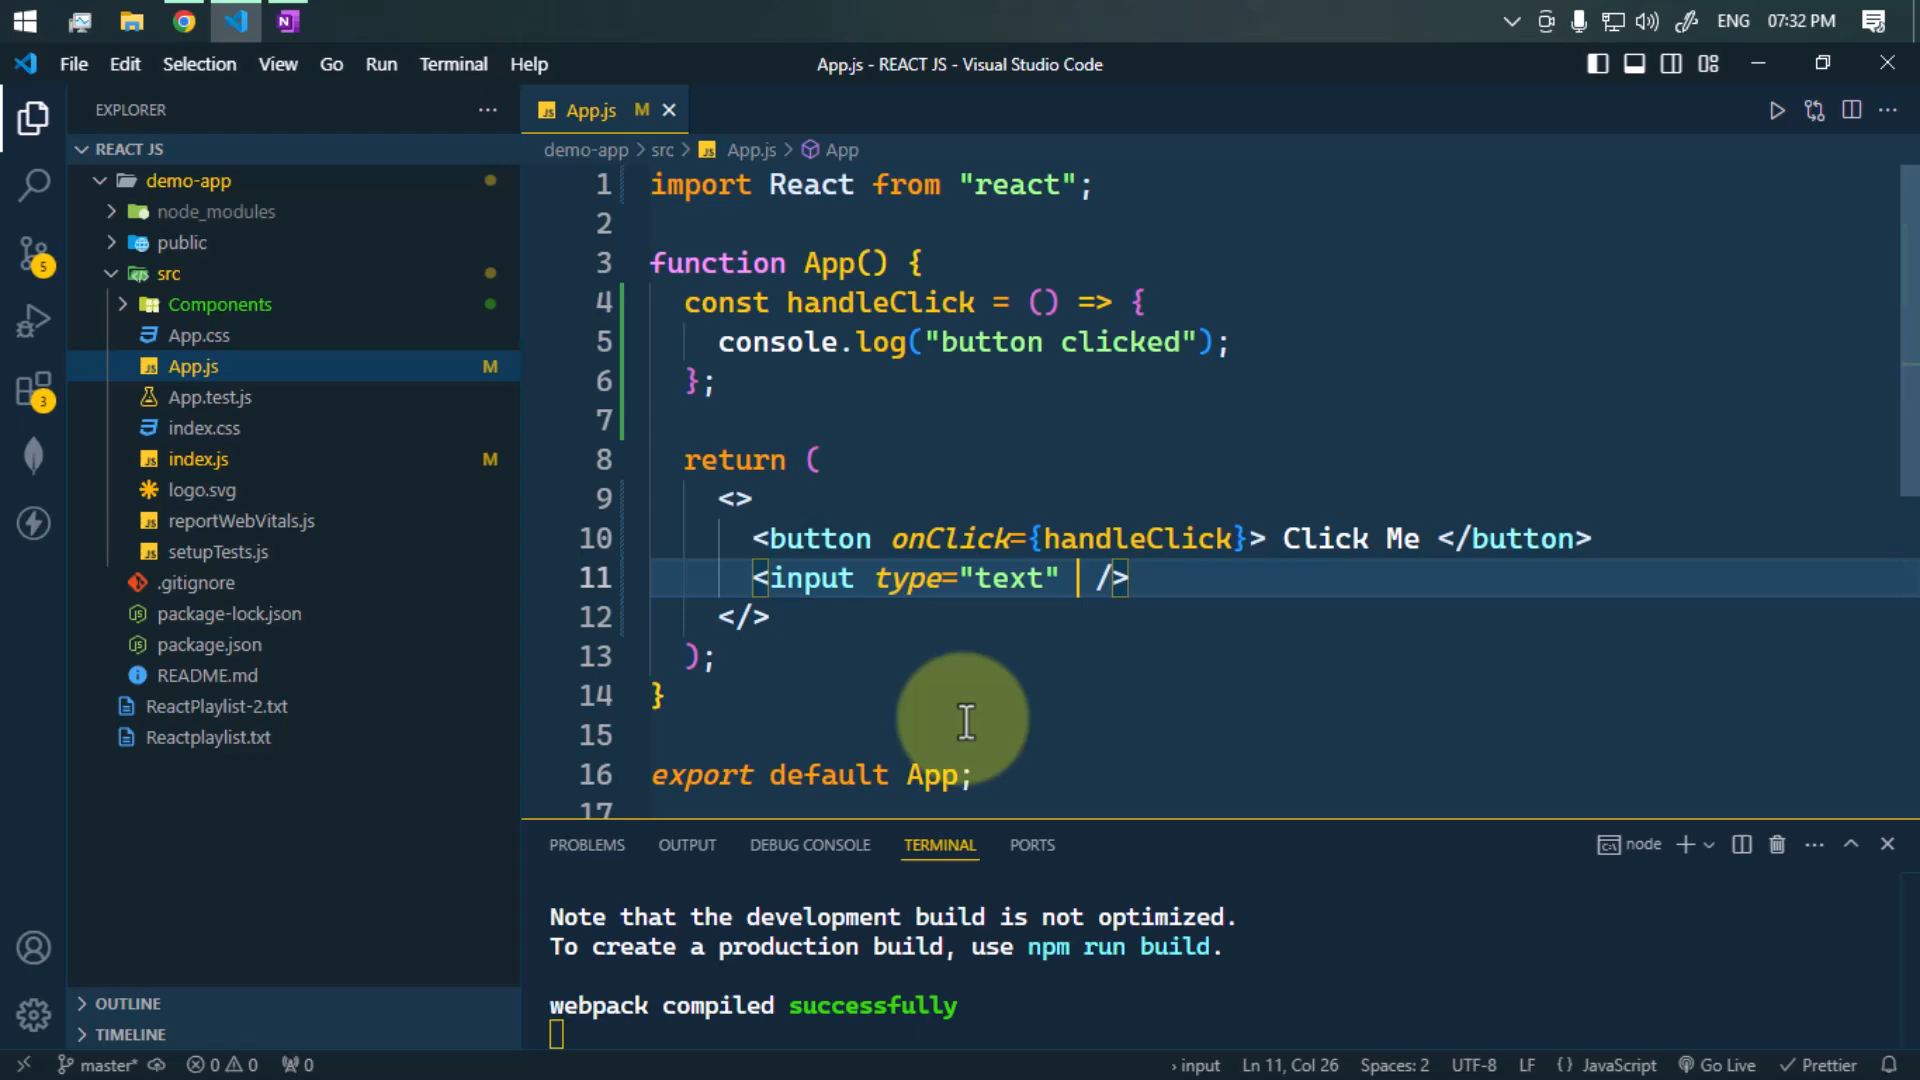 ENG 07:32 PM
File Edit Selection View Go Run Terminal Help App.js - REACT JS - Visual Studio Code
EXPLORER
REACT JS
demo-app
node_modules
public
src
Components
App.css
App.js M
App.test.js
index.css
index.js M
logo.svg
reportWebVitals.js
setupTests.js
.gitignore
package-lock.json
package.json
README.md
ReactPlaylist-2.txt
Reactplaylist.txt
OUTLINE
TIMELINE
5
3
JS App.js M
demo-app > src > JS App.js > App
1 import React from "react";
2
3 function App() {
4 const handleClick = () => {
5 console.log("button clicked");
6 };
7
8 return (
9 <>
10 <button onClick={handleClick}> Click Me </button>
11 <input type="text" />
12 </>
13 );
14 }
15
16 export default App;
17
PROBLEMS OUTPUT DEBUG CONSOLE TERMINAL PORTS node
Note that the development build is not optimized.
To create a production build, use npm run build.
webpack compiled successfully
master* 0 0 0 › input Ln 11, Col 26 Spaces: 2 UTF-8 LF {} JavaScript Go Live Prettier